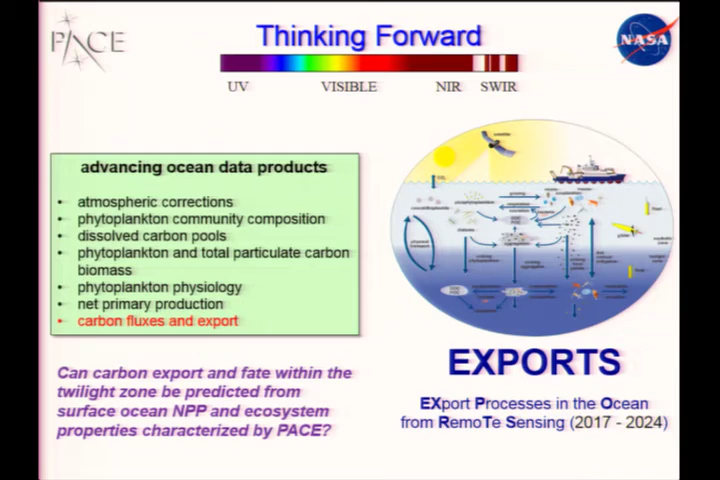 PACE
Thinking Forward
NASA
UV VISIBLE NIR SWIR
advancing ocean data products
• atmospheric corrections
• phytoplankton community composition
• dissolved carbon pools
• phytoplankton and total particulate carbon
biomass
• phytoplankton physiology
• net primary production
• carbon fluxes and export
Can carbon export and fate within the
twilight zone be predicted from
surface ocean NPP and ecosystem
properties characterized by PACE?
EXPORTS
EXport Processes in the Ocean
from RemoTe Sensing (2017 - 2024)